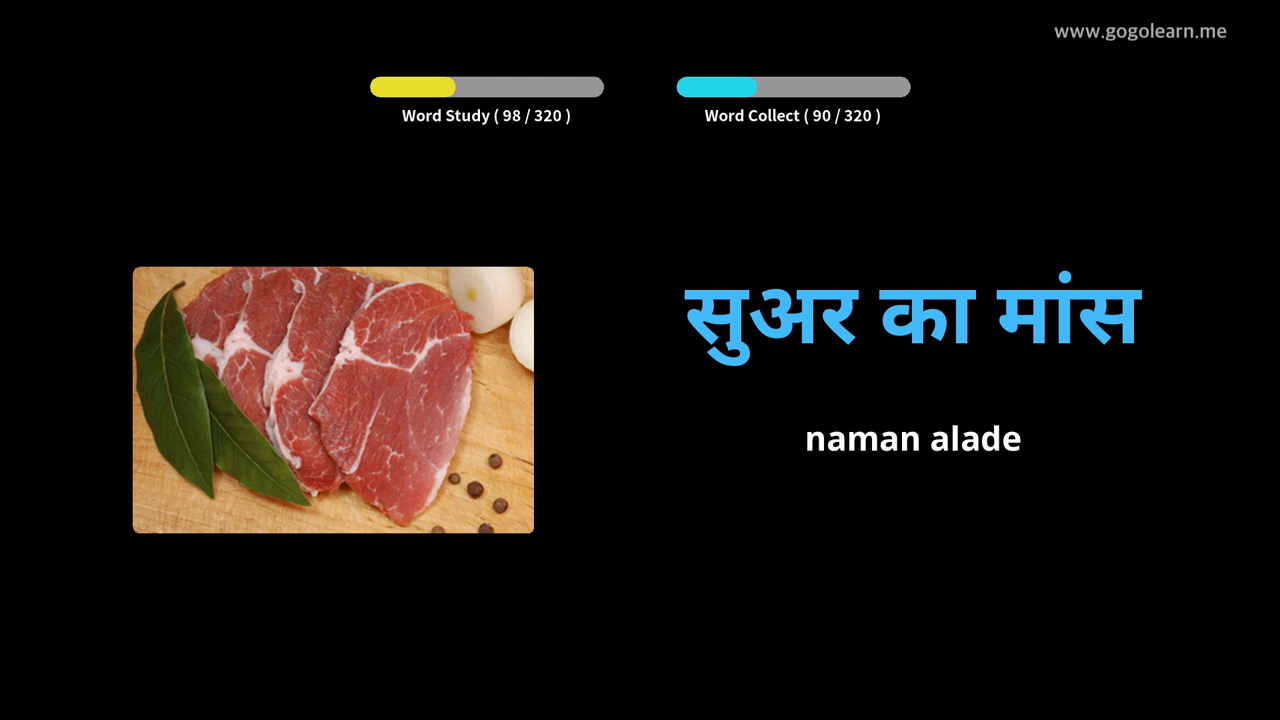 www.gogolearn.me
Word Study ( 98 / 320 )
Word Collect ( 90 / 320 )
सुअर का मांस
naman alade